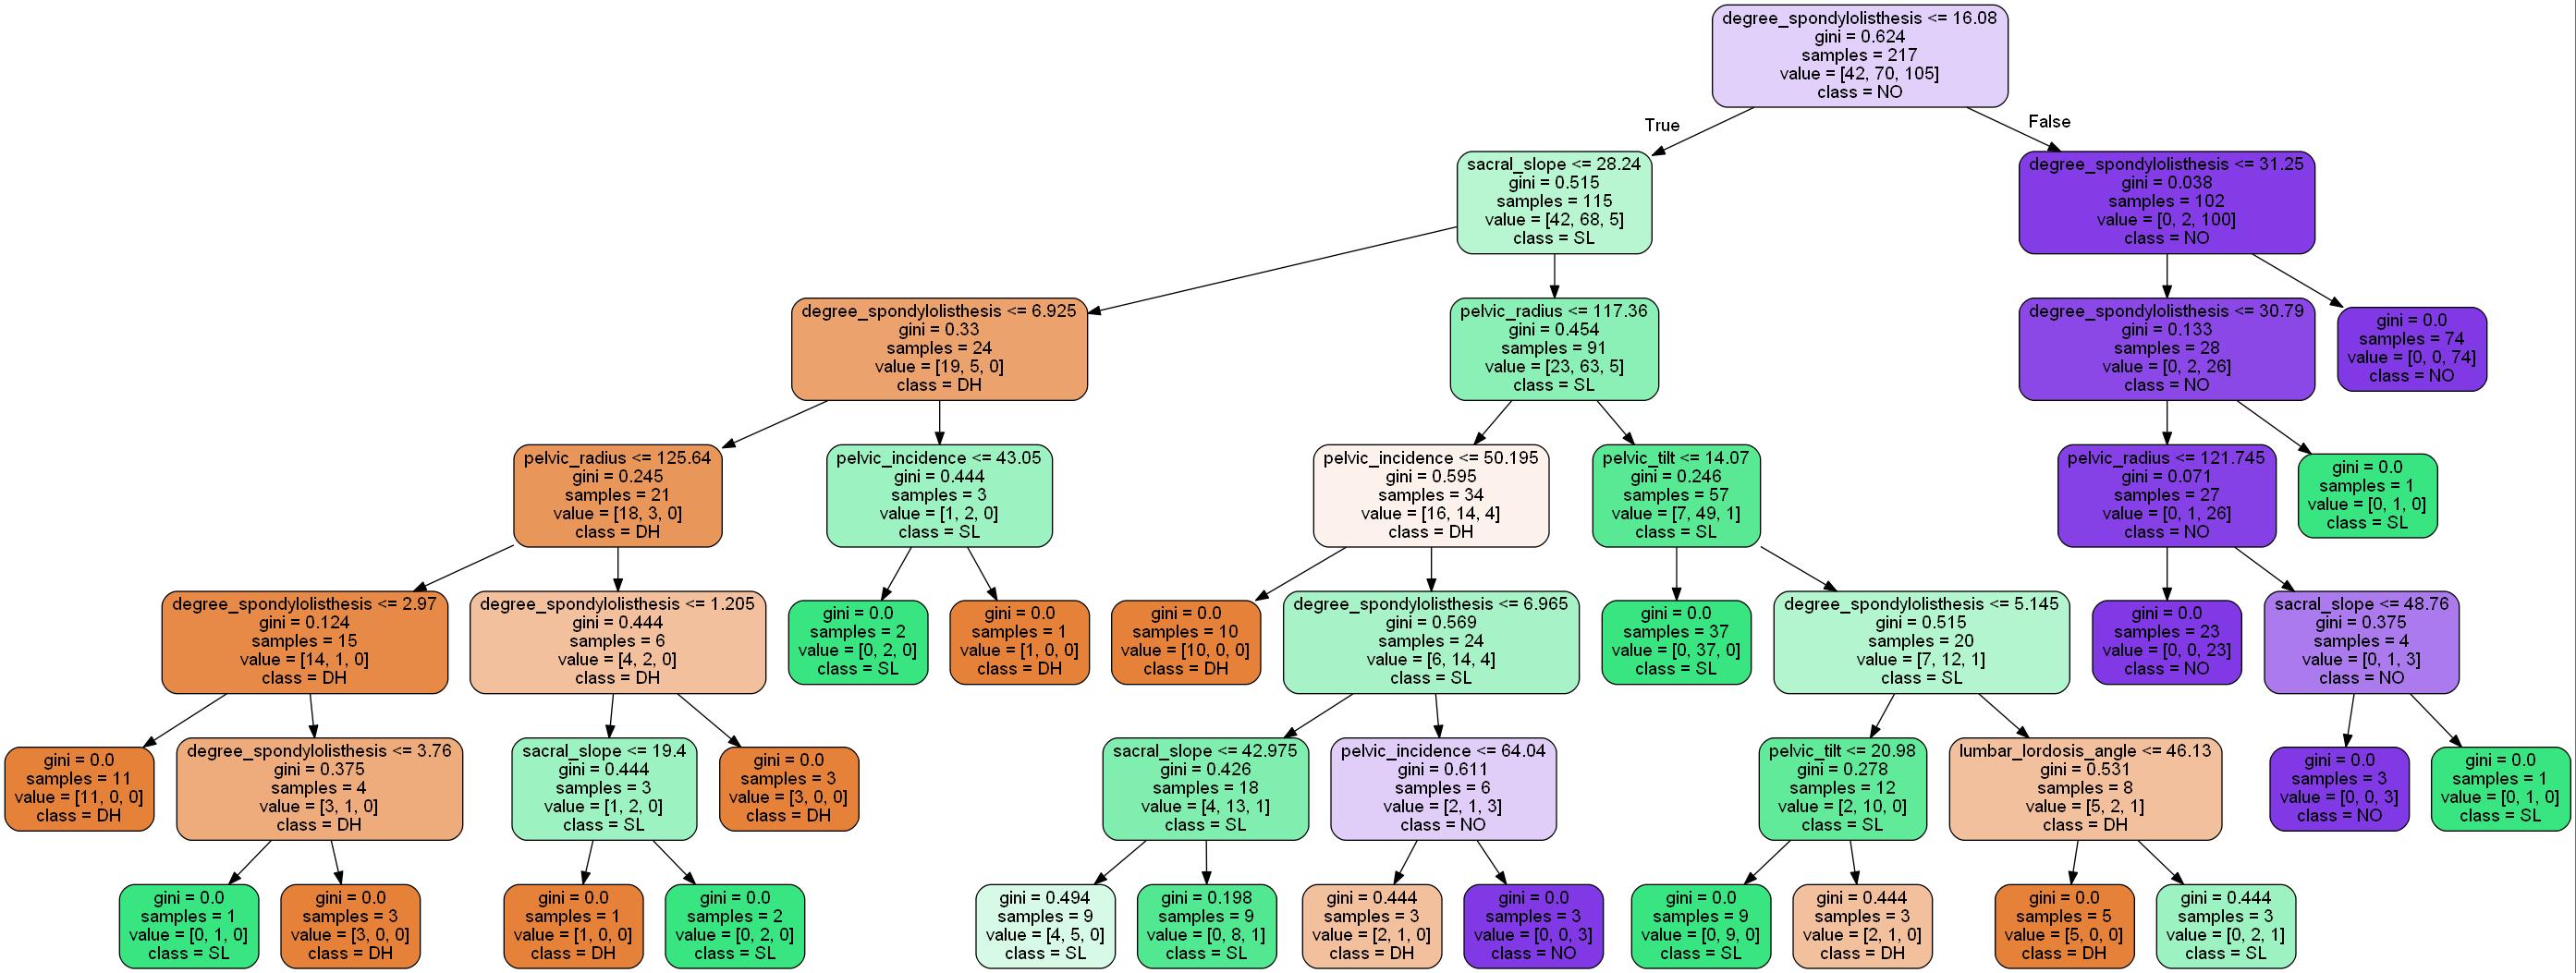 degree_spondylolisthesis <= 16.08
gini = 0.624
samples = 217
value = [42, 70, 105]
class = NO
True
False
sacral_slope <= 28.24
gini = 0.515
samples = 115
value = [42, 68, 5]
class = SL
degree_spondylolisthesis <= 31.25
gini = 0.038
samples = 102
value = [0, 2, 100]
class = NO
degree_spondylolisthesis <= 6.925
gini = 0.33
samples = 24
value = [19, 5, 0]
class = DH
pelvic_radius <= 117.36
gini = 0.454
samples = 91
value = [23, 63, 5]
class = SL
degree_spondylolisthesis <= 30.79
gini = 0.133
samples = 28
value = [0, 2, 26]
class = NO
gini = 0.0
samples = 74
value = [0, 0, 74]
class = NO
pelvic_radius <= 125.64
gini = 0.245
samples = 21
value = [18, 3, 0]
class = DH
pelvic_incidence <= 43.05
gini = 0.444
samples = 3
value = [1, 2, 0]
class = SL
pelvic_incidence <= 50.195
gini = 0.595
samples = 34
value = [16, 14, 4]
class = DH
pelvic_tilt <= 14.07
gini = 0.246
samples = 57
value = [7, 49, 1]
class = SL
pelvic_radius <= 121.745
gini = 0.071
samples = 27
value = [0, 1, 26]
class = NO
gini = 0.0
samples = 1
value = [0, 1, 0]
class = SL
degree_spondylolisthesis <= 2.97
gini = 0.124
samples = 15
value = [14, 1, 0]
class = DH
degree_spondylolisthesis <= 1.205
gini = 0.444
samples = 6
value = [4, 2, 0]
class = DH
gini = 0.0
samples = 2
value = [0, 2, 0]
class = SL
gini = 0.0
samples = 1
value = [1, 0, 0]
class = DH
gini = 0.0
samples = 10
value = [10, 0, 0]
class = DH
degree_spondylolisthesis <= 6.965
gini = 0.569
samples = 24
value = [6, 14, 4]
class = SL
gini = 0.0
samples = 37
value = [0, 37, 0]
class = SL
degree_spondylolisthesis <= 5.145
gini = 0.515
samples = 20
value = [7, 12, 1]
class = SL
gini = 0.0
samples = 23
value = [0, 0, 23]
class = NO
sacral_slope <= 48.76
gini = 0.375
samples = 4
value = [0, 1, 3]
class = NO
gini = 0.0
samples = 11
value = [11, 0, 0]
class = DH
degree_spondylolisthesis <= 3.76
gini = 0.375
samples = 4
value = [3, 1, 0]
class = DH
sacral_slope <= 19.4
gini = 0.444
samples = 3
value = [1, 2, 0]
class = SL
gini = 0.0
samples = 3
value = [3, 0, 0]
class = DH
sacral_slope <= 42.975
gini = 0.426
samples = 18
value = [4, 13, 1]
class = SL
pelvic_incidence <= 64.04
gini = 0.611
samples = 6
value = [2, 1, 3]
class = NO
pelvic_tilt <= 20.98
gini = 0.278
samples = 12
value = [2, 10, 0]
class = SL
lumbar_lordosis_angle <= 46.13
gini = 0.531
samples = 8
value = [5, 2, 1]
class = DH
gini = 0.0
samples = 3
value = [0, 0, 3]
class = NO
gini = 0.0
samples = 1
value = [0, 1, 0]
class = SL
gini = 0.0
samples = 1
value = [0, 1, 0]
class = SL
gini = 0.0
samples = 3
value = [3, 0, 0]
class = DH
gini = 0.0
samples = 1
value = [1, 0, 0]
class = DH
gini = 0.0
samples = 2
value = [0, 2, 0]
class = SL
gini = 0.494
samples = 9
value = [4, 5, 0]
class = SL
gini = 0.198
samples = 9
value = [0, 8, 1]
class = SL
gini = 0.444
samples = 3
value = [2, 1, 0]
class = DH
gini = 0.0
samples = 3
value = [0, 0, 3]
class = NO
gini = 0.0
samples = 9
value = [0, 9, 0]
class = SL
gini = 0.444
samples = 3
value = [2, 1, 0]
class = DH
gini = 0.0
samples = 5
value = [5, 0, 0]
class = DH
gini = 0.444
samples = 3
value = [0, 2, 1]
class = SL